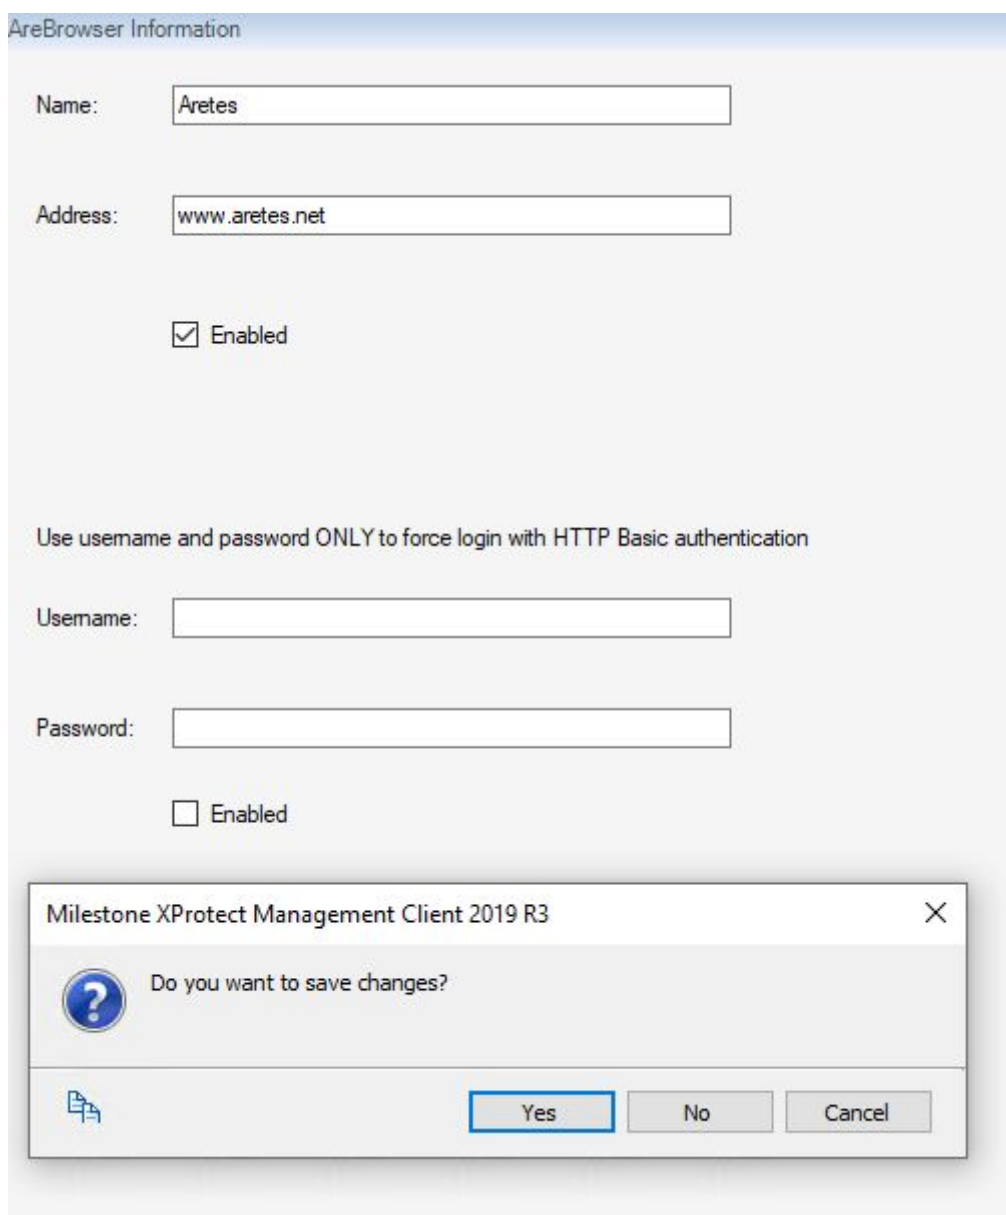 AreBrowser Information
Name: Aretes
Address: www.aretes.net
Enabled
Use username and password ONLY to force login with HTTP Basic authentication
Username:
Password:
Enabled
Milestone XProtect Management Client 2019 R3
Do you want to save changes?
Yes No Cancel